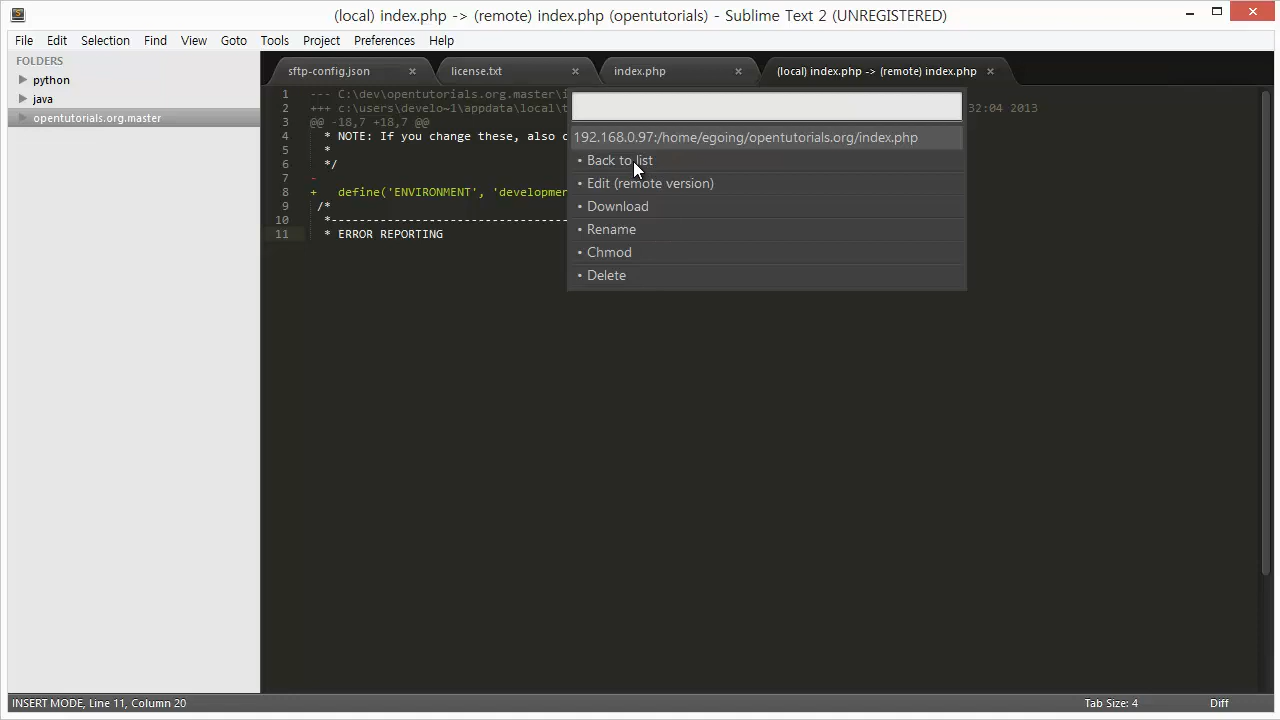 (local) index.php -> (remote) index.php (opentutorials) - Sublime Text 2 (UNREGISTERED)
File Edit Selection Find View Goto Tools Project Preferences Help
FOLDERS
python
java
opentutorials.org.master
sftp-config.json
license.txt
index.php
(local) index.php -> (remote) index.php
1 --- C:\dev\opentutorials.org.master\
2 +++ c:\users\develo~1\appdata\local\ 32:04 2013
3 @@ -18,7 +18,7 @@
4 * NOTE: If you change these, also
5 *
6 */
7 -
8 + define('ENVIRONMENT', 'developmen
9 /*
10 *---------------------------------
11 * ERROR REPORTING
192.168.0.97:/home/egoing/opentutorials.org/index.php
• Back to list
• Edit (remote version)
• Download
• Rename
• Chmod
• Delete
INSERT MODE, Line 11, Column 20
Tab Size: 4
Diff